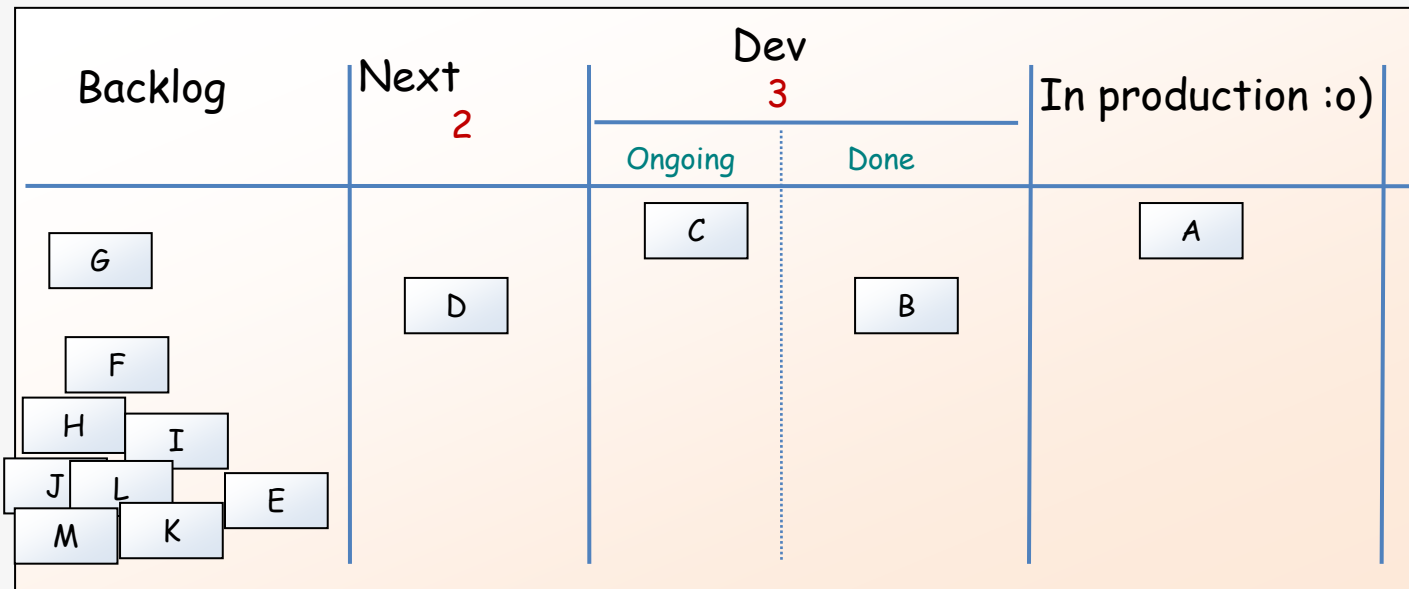 Backlog
Next
2
Dev
3
Ongoing
Done
In production :o)
G
F
H
I
J
L
E
M
K
D
C
B
A